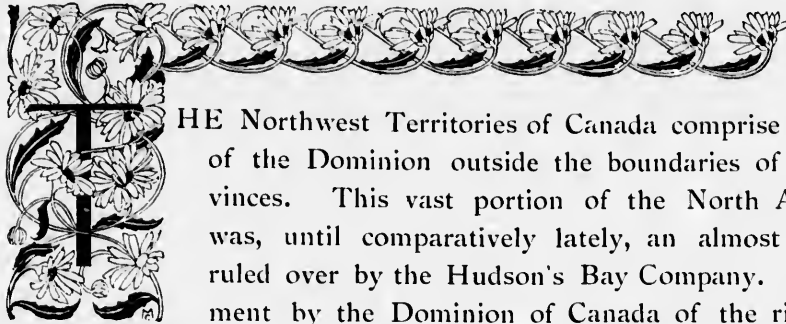 THE Northwest Territories of Canada comprise
of the Dominion outside the boundaries of
vinces. This vast portion of the North A
was, until comparatively lately, an almost
ruled over by the Hudson's Bay Company.
ment by the Dominion of Canada of the ri